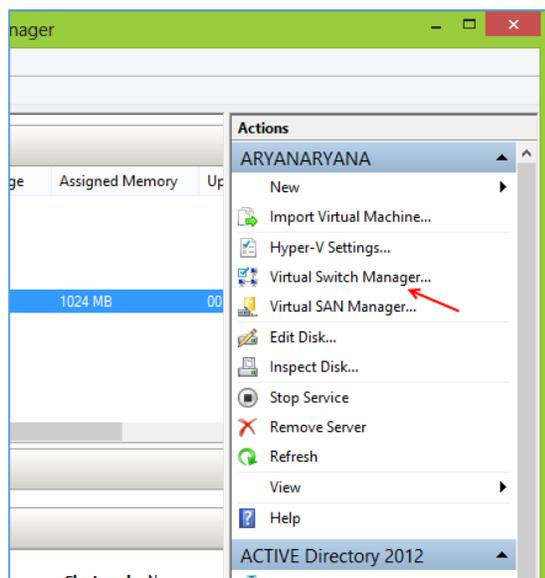 nager
Actions
ARYANARYANA
ge Assigned Memory Up
New
Import Virtual Machine...
Hyper-V Settings...
Virtual Switch Manager...
1024 MB 00
Virtual SAN Manager...
Edit Disk...
Inspect Disk...
Stop Service
Remove Server
Refresh
View
Help
ACTIVE Directory 2012